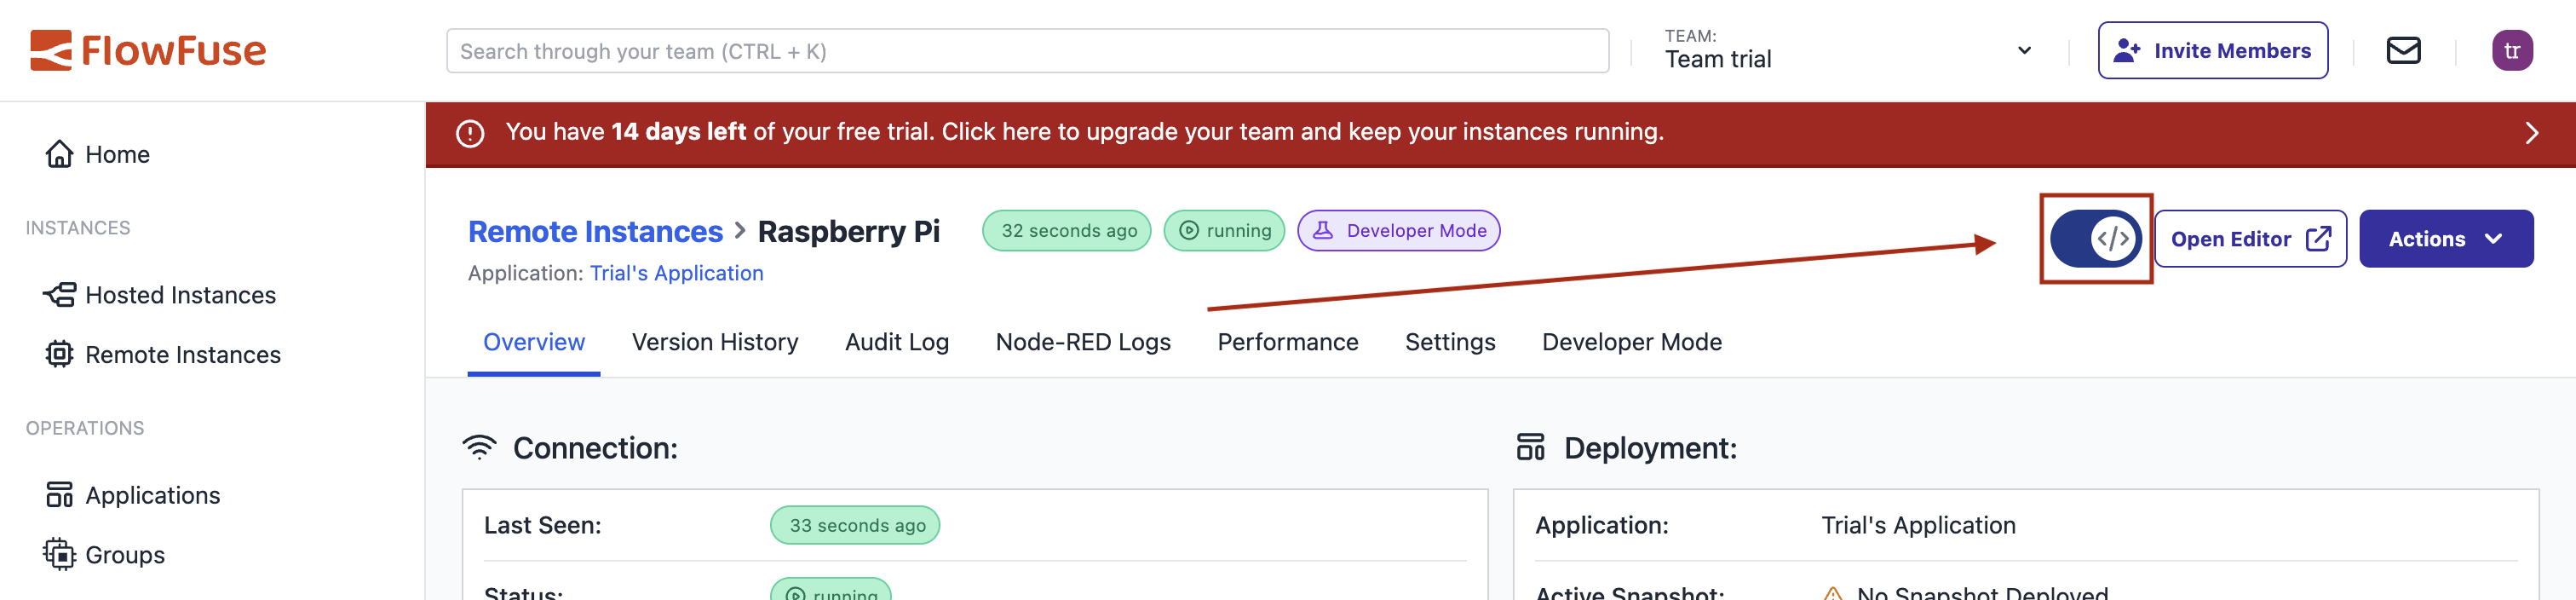 FlowFuse
Search through your team (CTRL + K)
TEAM:
Team trial
Invite Members
tr
You have 14 days left of your free trial. Click here to upgrade your team and keep your instances running.
Home
INSTANCES
Hosted Instances
Remote Instances
OPERATIONS
Applications
Groups
Remote Instances > Raspberry Pi
32 seconds ago
running
Developer Mode
</>
Open Editor
Actions
Application: Trial's Application
Overview
Version History
Audit Log
Node-RED Logs
Performance
Settings
Developer Mode
Connection:
Last Seen:
33 seconds ago
Status:
running
Deployment:
Application:
Trial's Application
Active Snapshot:
No Snapshot Deployed